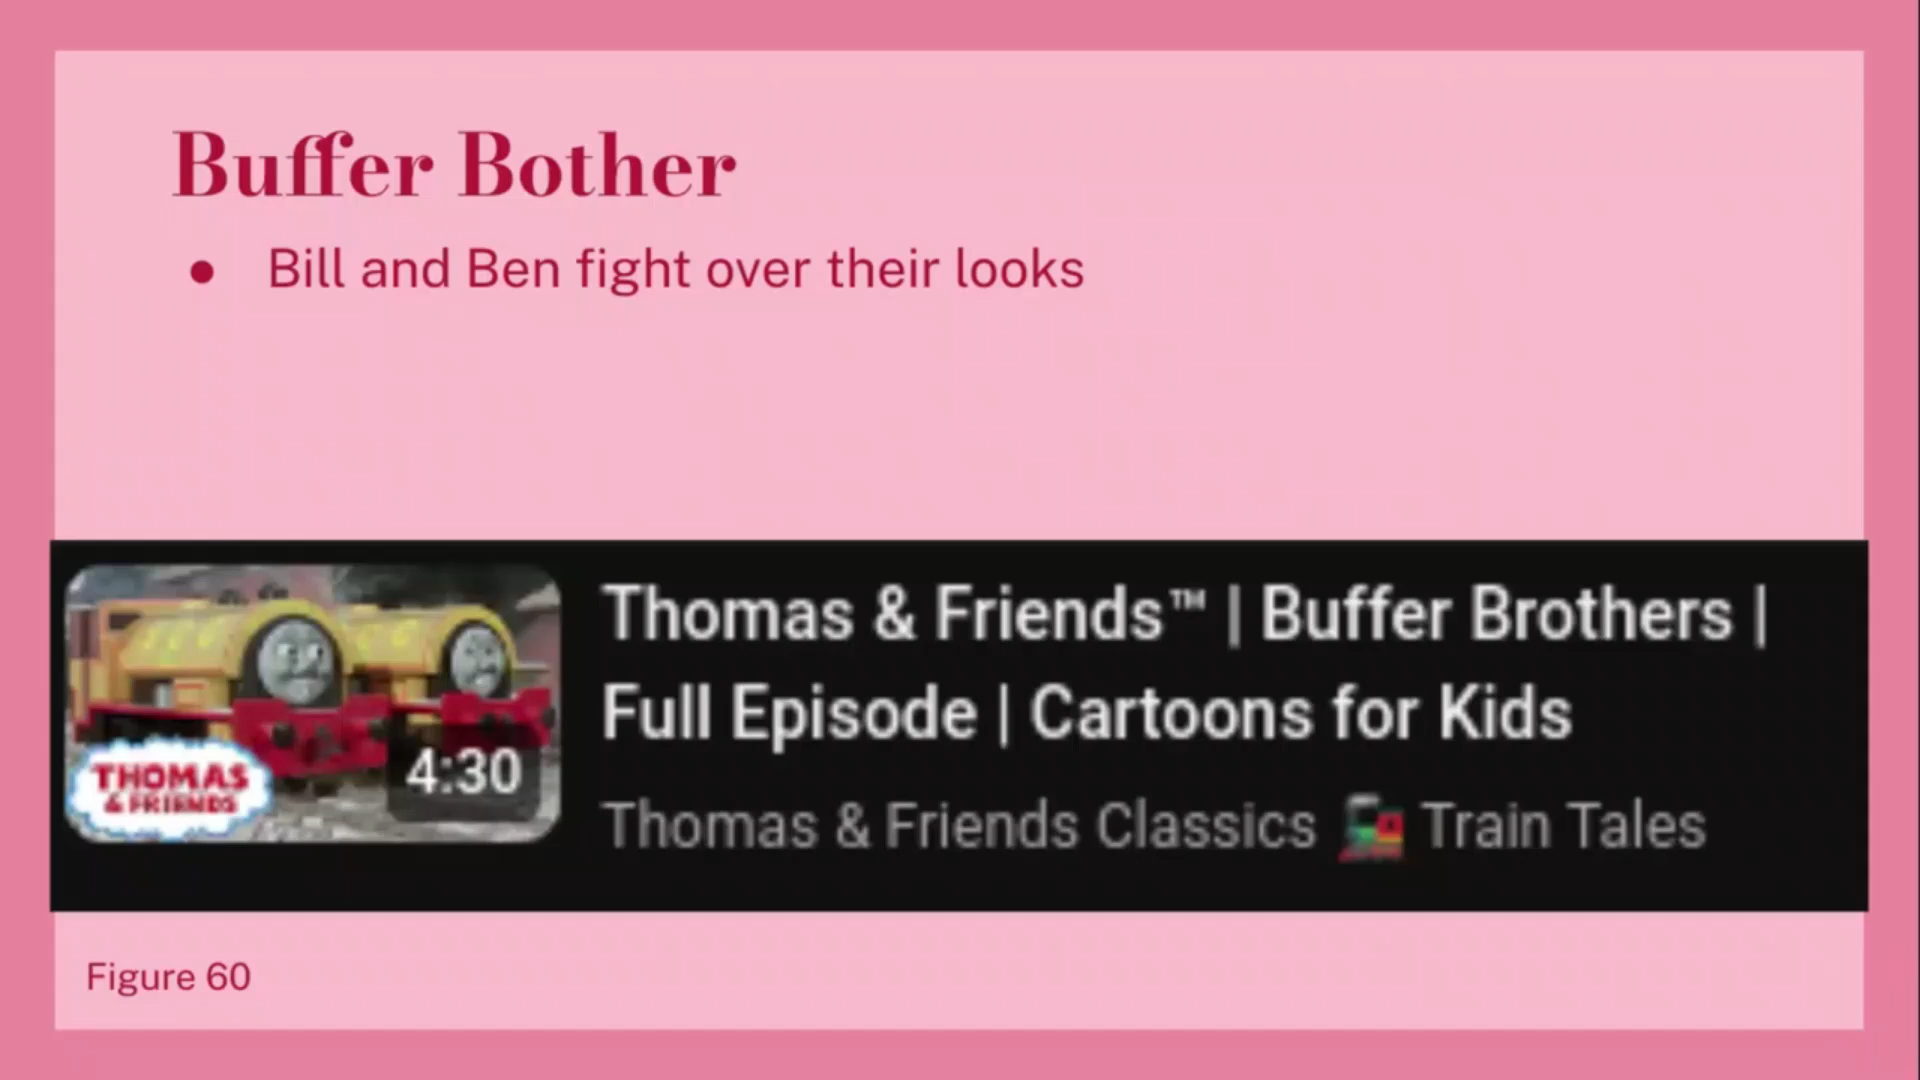 Buffer Bother
● Bill and Ben fight over their looks
Thomas & Friends™ | Buffer Brothers |
Full Episode | Cartoons for Kids
Thomas & Friends Classics 🚂 Train Tales
THOMAS
& FRIENDS
4:30
Figure 60